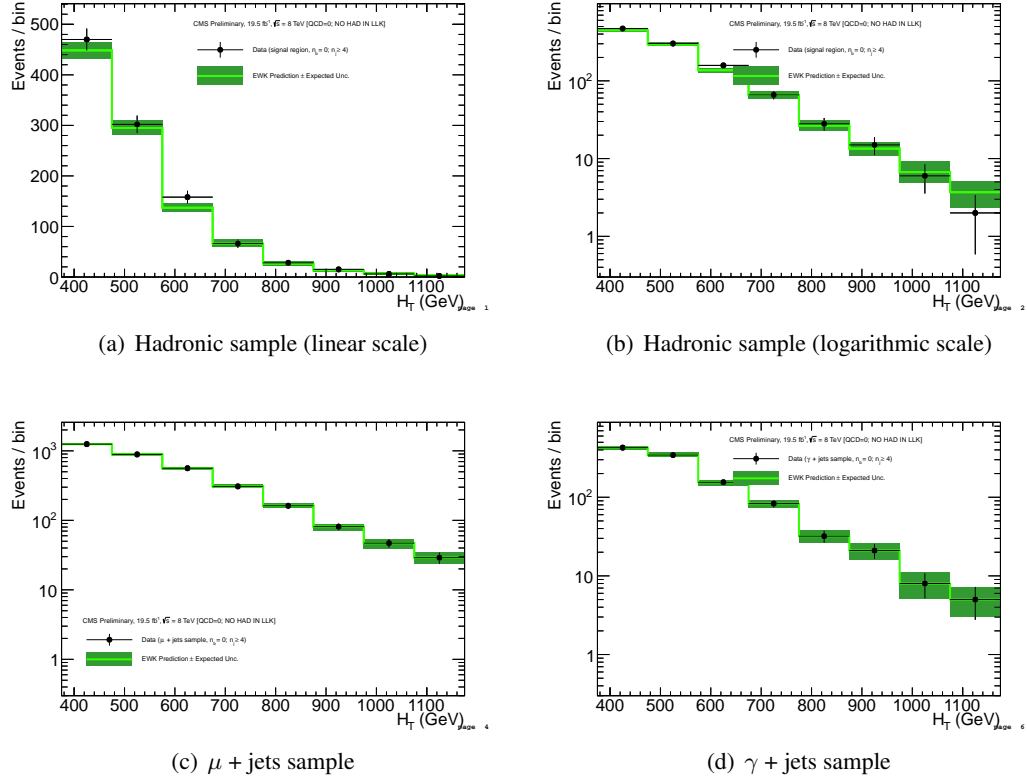 Events / bin
500
400
300
200
100
0
CMS Preliminary, 19.5 fb⁻¹, √s = 8 TeV [QCD=0; NO HAD IN LLK]
Data (signal region, n_b = 0; n_j ≥ 4)
EWK Prediction ± Expected Unc.
400 500 600 700 800 900 1000 1100
H_T (GeV)
page 1
(a) Hadronic sample (linear scale)
Events / bin
10²
10
1
CMS Preliminary, 19.5 fb⁻¹, √s = 8 TeV [QCD=0; NO HAD IN LLK]
Data (signal region, n_b = 0; n_j ≥ 4)
EWK Prediction ± Expected Unc.
400 500 600 700 800 900 1000 1100
H_T (GeV)
page 2
(b) Hadronic sample (logarithmic scale)
Events / bin
10³
10²
10
1
CMS Preliminary, 19.5 fb⁻¹, √s = 8 TeV [QCD=0; NO HAD IN LLK]
Data (μ + jets sample, n_b = 0; n_j ≥ 4)
EWK Prediction ± Expected Unc.
400 500 600 700 800 900 1000 1100
H_T (GeV)
page 4
(c) μ + jets sample
Events / bin
10²
10
1
CMS Preliminary, 19.5 fb⁻¹, √s = 8 TeV [QCD=0; NO HAD IN LLK]
Data (γ + jets sample, n_b = 0; n_j ≥ 4)
EWK Prediction ± Expected Unc.
400 500 600 700 800 900 1000 1100
H_T (GeV)
page 6
(d) γ + jets sample